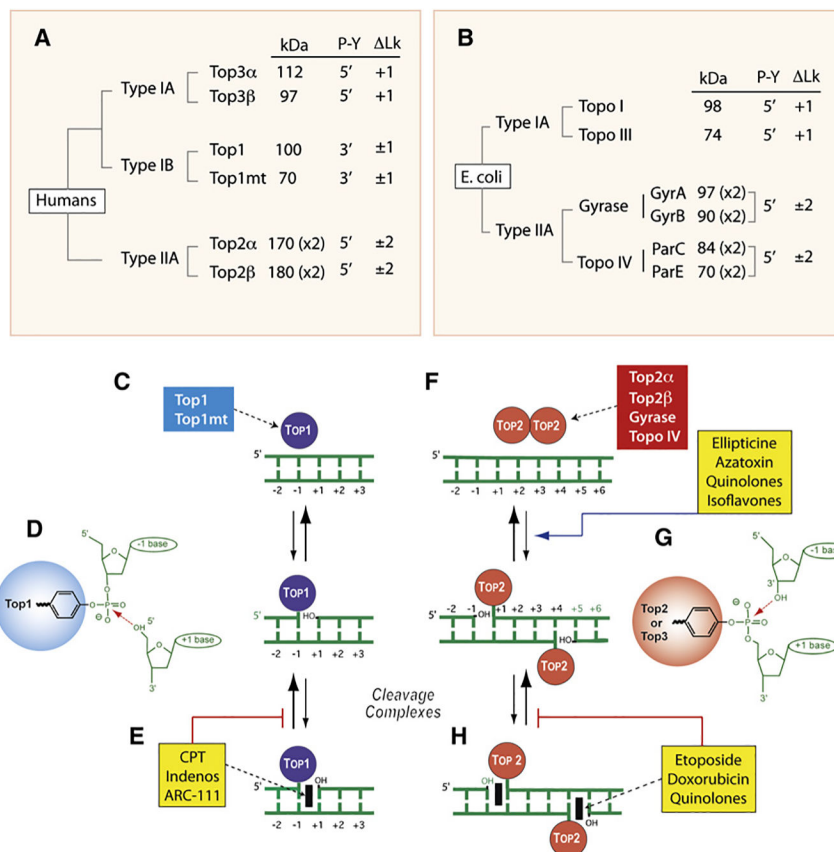 A
kDa P-Y ΔLk
Type IA
Top3α 112 5′ +1
Top3β 97 5′ +1
Type IB
Top1 100 3′ ±1
Top1mt 70 3′ ±1
Humans
Type IIA
Top2α 170 (x2) 5′ ±2
Top2β 180 (x2) 5′ ±2
B
kDa P-Y ΔLk
Type IA
Topo I 98 5′ +1
Topo III 74 5′ +1
E. coli
Type IIA
Gyrase
GyrA 97 (x2)
GyrB 90 (x2)
5′ ±2
Topo IV
ParC 84 (x2)
ParE 70 (x2)
5′ ±2
C
Top1
Top1mt
TOP1
5′
-2 -1 +1 +2 +3
D
5′
-1 base
O
O
Top1
O P O
O
⊖
OH 5′
O
+1 base
3′
TOP1
5′
HO
-2 -1 +1 +2 +3
Cleavage
Complexes
E
CPT
Indenos
ARC-111
TOP1
OH
5′
-2 -1 +1 +2 +3
F
TOP2 TOP2
Top2α
Top2β
Gyrase
Topo IV
5′
-2 -1 +1 +2 +3 +4 +5 +6
Ellipticine
Azatoxin
Quinolones
Isoflavones
TOP2
-2 -1 +1 +2 +3 +4 +5 +6
5′
OH
HO
TOP2
G
5′
O
-1 bas
3′
OH
⊖
O
Top2
or
Top3
O P O
O
5′
O
+1 base
3′
H
TOP 2
OH
5′
OH
TOP2
Etoposide
Doxorubicin
Quinolones